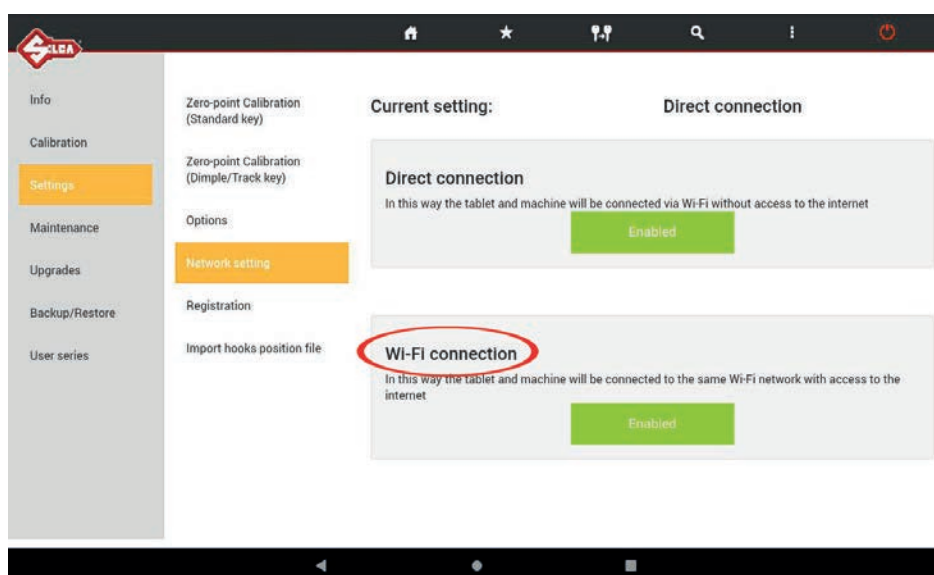 SILCA
Info
Calibration
Settings
Maintenance
Upgrades
Backup/Restore
User series
Zero-point Calibration
(Standard key)
Zero-point Calibration
(Dimple/Track key)
Options
Network setting
Registration
Import hooks position file
Current setting: Direct connection
Direct connection
In this way the tablet and machine will be connected via Wi-Fi without access to the internet
Enabled
Wi-Fi connection
In this way the tablet and machine will be connected to the same Wi-Fi network with access to the
internet
Enabled